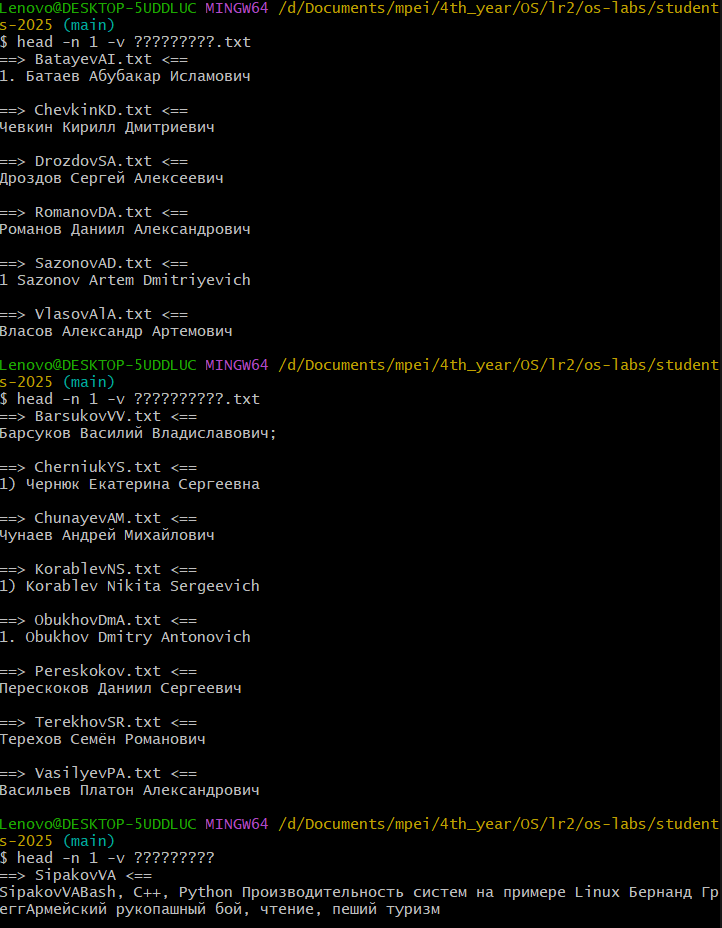 Lenovo@DESKTOP-5UDDLUC MINGW64 /d/Documents/mpei/4th_year/OS/lr2/os-labs/student
s-2025 (main)
$ head -n 1 -v ?????????.txt
==> BatayevAI.txt <==
1. Батаев Абубакар Исламович

==> ChevkinKD.txt <==
Чевкин Кирилл Дмитриевич

==> DrozdovSA.txt <==
Дроздов Сергей Алексеевич

==> RomanovDA.txt <==
Романов Даниил Александрович

==> SazonovAD.txt <==
1 Sazonov Artem Dmitriyevich

==> VlasovAlA.txt <==
Власов Александр Артемович

Lenovo@DESKTOP-5UDDLUC MINGW64 /d/Documents/mpei/4th_year/OS/lr2/os-labs/student
s-2025 (main)
$ head -n 1 -v ??????????.txt
==> BarsukovVV.txt <==
Барсуков Василий Владиславович;

==> CherniukYS.txt <==
1) Чернюк Екатерина Сергеевна

==> ChunayevAM.txt <==
Чунаев Андрей Михайлович

==> KorablevNS.txt <==
1) Korablev Nikita Sergeevich

==> ObukhovDmA.txt <==
1. Obukhov Dmitry Antonovich

==> Pereskokov.txt <==
Перескоков Даниил Сергеевич

==> TerekhovSR.txt <==
Терехов Семён Романович

==> VasilyevPA.txt <==
Васильев Платон Александрович

Lenovo@DESKTOP-5UDDLUC MINGW64 /d/Documents/mpei/4th_year/OS/lr2/os-labs/student
s-2025 (main)
$ head -n 1 -v ?????????
==> SipakovVA <==
SipakovVABash, C++, Python Производительность систем на примере Linux Бернанд Гр
еггАрмейский рукопашный бой, чтение, пеший туризм